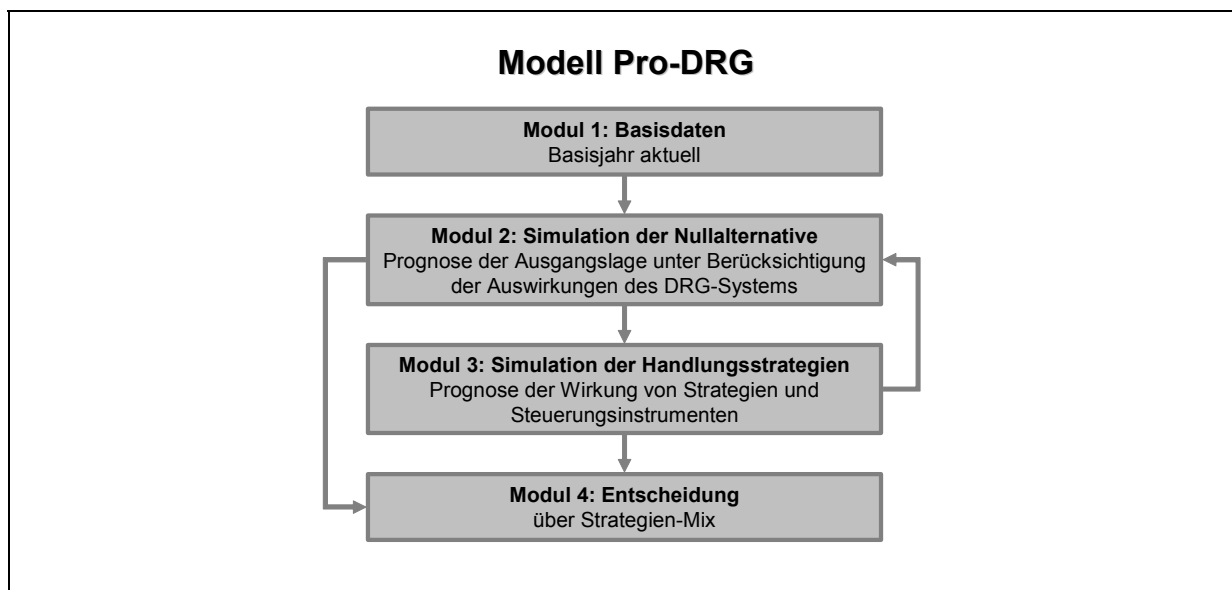 Modell Pro-DRG
Modul 1: Basisdaten
Basisjahr aktuell
Modul 2: Simulation der Nullalternative
Prognose der Ausgangslage unter Berücksichtigung
der Auswirkungen des DRG-Systems
Modul 3: Simulation der Handlungsstrategien
Prognose der Wirkung von Strategien und
Steuerungsinstrumenten
Modul 4: Entscheidung
über Strategien-Mix